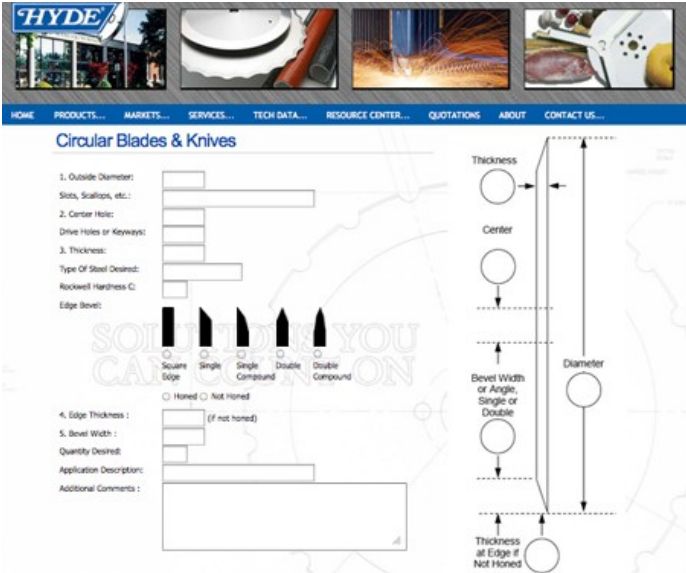 HYDE
HOME PRODUCTS... MARKETS... SERVICES... TECH DATA... RESOURCE CENTER... QUOTATIONS ABOUT CONTACT US...
Circular Blades & Knives
1. Outside Diameter:
Slots, Scallops, etc.:
2. Center Hole:
Drive Holes or Keyways:
3. Thickness:
Type Of Steel Desired:
Rockwell Hardness C:
Edge Bevel:
SOLUTIONS YOU
CAN COUNT ON
Square Edge
Single
Single Compound
Double
Double Compound
Honed Not Honed
4. Edge Thickness : (if not honed)
5. Bevel Width :
Quantity Desired:
Application Description:
Additional Comments :
Thickness
Center
Diameter
Bevel Width
or Angle,
Single or
Double
Thickness
at Edge if
Not Honed